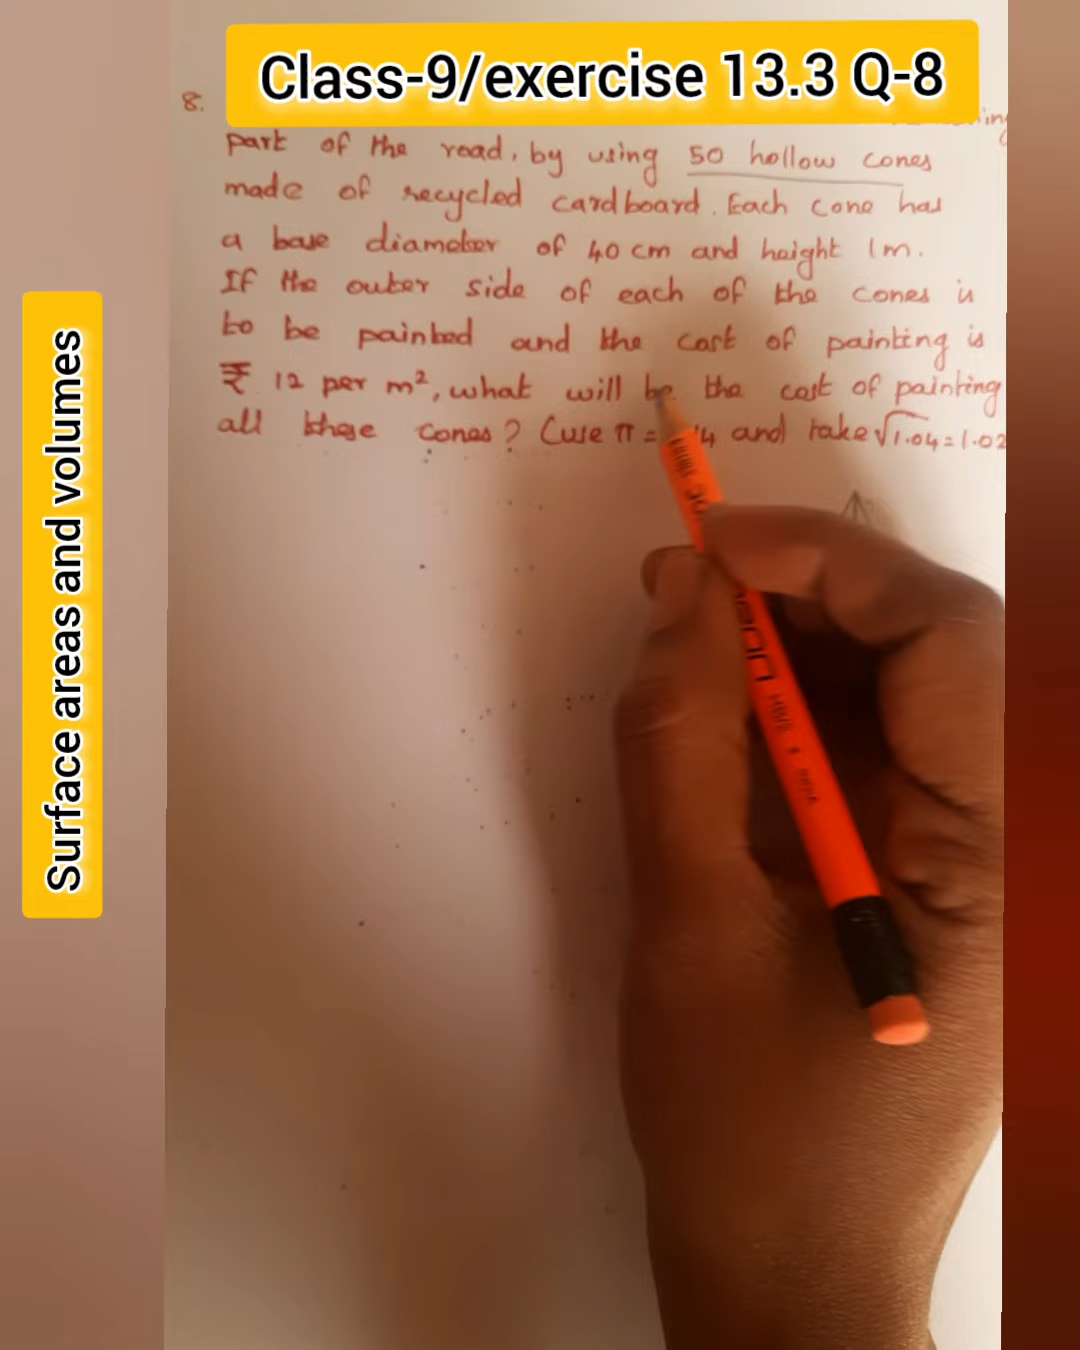 Class-9/exercise 13.3 Q-8
8.
part of the road, by using 50 hollow cones
made of recycled cardboard. Each cone has
a base diameter of 40 cm and height 1m.
If the outer side of each of the cones is
to be painted and the cost of painting is
₹ 12 per m², what will be the cost of painting
all these cones? (use π = 4 and take √1.04 = 1.02
Surface areas and volumes